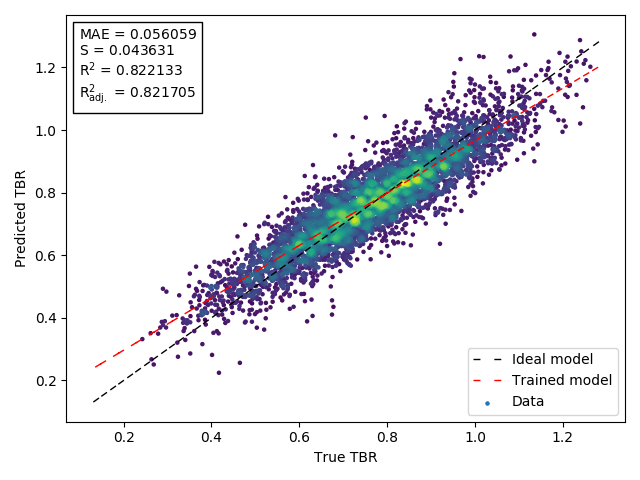 MAE = 0.056059
S = 0.043631
R² = 0.822133
R²adj. = 0.821705
1.2
1.0
0.8
0.6
0.4
0.2
Predicted TBR
Ideal model
Trained model
Data
0.2 0.4 0.6 0.8 1.0 1.2
True TBR